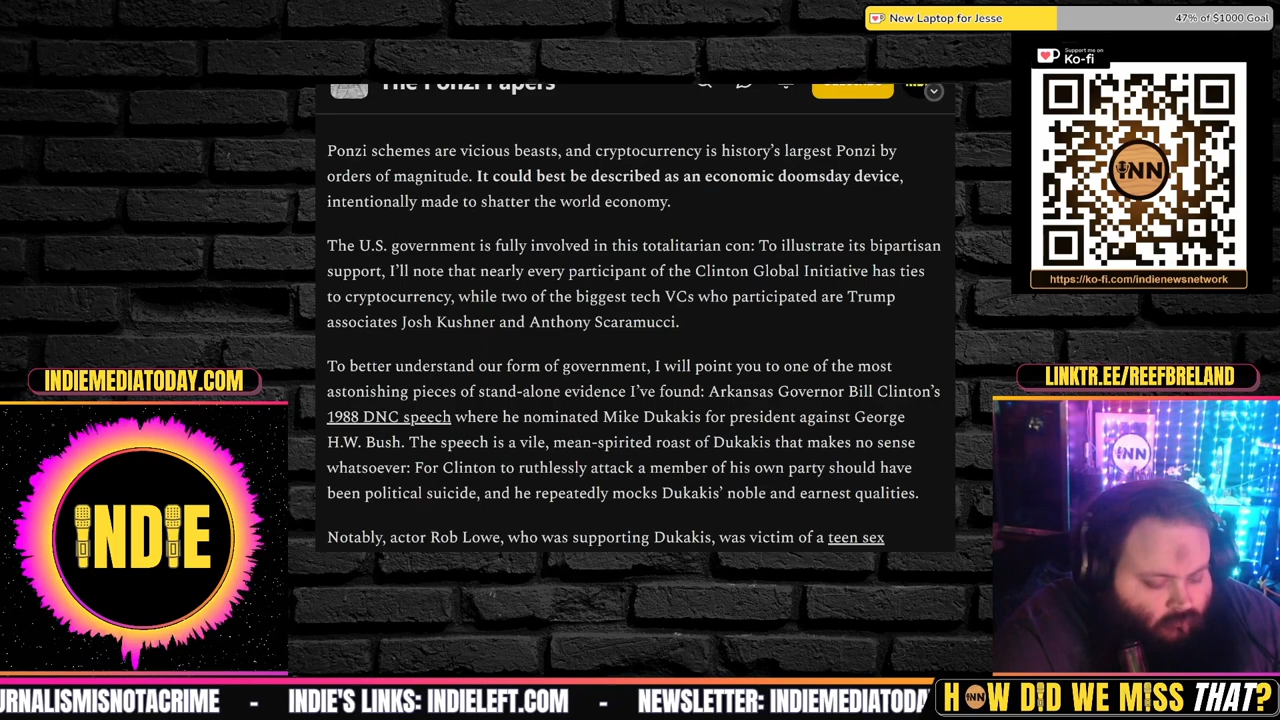 New Laptop for Jesse
47% of $1000 Goal
Support me on
Ko-fi
iNN
https://ko-fi.com/indienewsnetwork
The Ponzi Papers
Ponzi schemes are vicious beasts, and cryptocurrency is history's largest Ponzi by
orders of magnitude. It could best be described as an economic doomsday device,
intentionally made to shatter the world economy.
The U.S. government is fully involved in this totalitarian con: To illustrate its bipartisan
support, I'll note that nearly every participant of the Clinton Global Initiative has ties
to cryptocurrency, while two of the biggest tech VCs who participated are Trump
associates Josh Kushner and Anthony Scaramucci.
To better understand our form of government, I will point you to one of the most
astonishing pieces of stand-alone evidence I've found: Arkansas Governor Bill Clinton's
1988 DNC speech where he nominated Mike Dukakis for president against George
H.W. Bush. The speech is a vile, mean-spirited roast of Dukakis that makes no sense
whatsoever: For Clinton to ruthlessly attack a member of his own party should have
been political suicide, and he repeatedly mocks Dukakis' noble and earnest qualities.
Notably, actor Rob Lowe, who was supporting Dukakis, was victim of a teen sex
INDIEMEDIATODAY.COM
INDIE
LINKTR.EE/REEFBRELAND
iNN
URNALISMISNOTACRIME - INDIE'S LINKS: INDIELEFT.COM - NEWSLETTER: INDIEMEDIATODA
HOW DID WE MISS THAT?